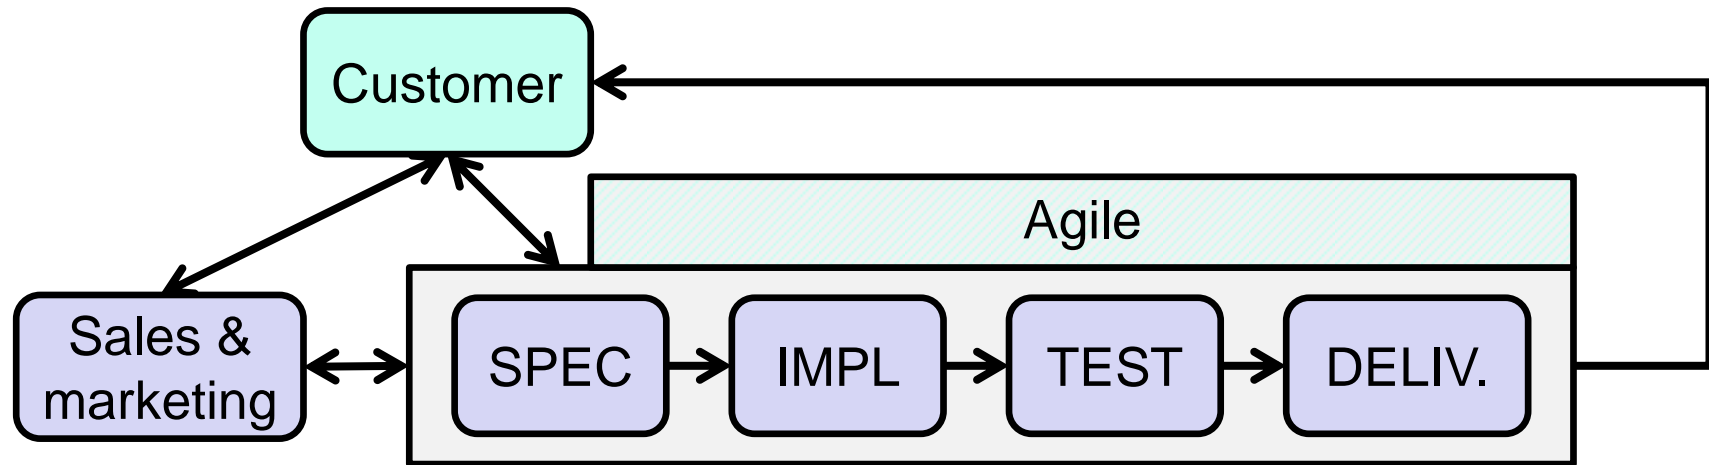 Customer
Agile
Sales &
marketing
SPEC
IMPL
TEST
DELIV.